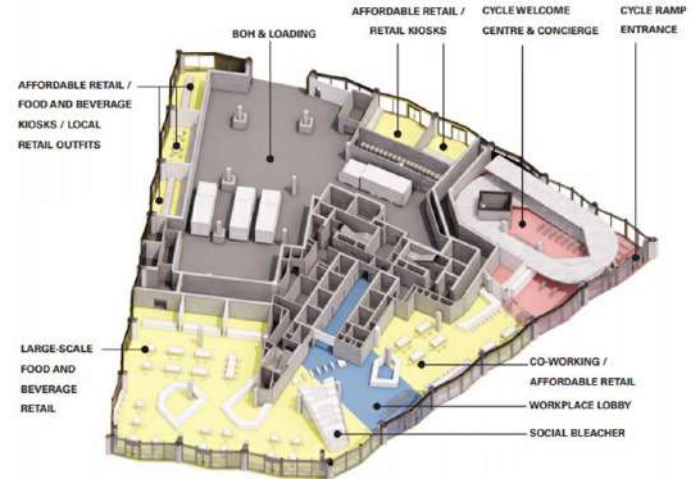 AFFORDABLE RETAIL /
RETAIL KIOSKS
CYCLE WELCOME
CENTRE & CONCIERGE
CYCLE RAMP
ENTRANCE
BOH & LOADING
AFFORDABLE RETAIL /
FOOD AND BEVERAGE
KIOSKS / LOCAL
RETAIL OUTFITS
LARGE-SCALE
FOOD AND
BEVERAGE
RETAIL
CO-WORKING /
AFFORDABLE RETAIL
WORKPLACE LOBBY
SOCIAL BLEACHER